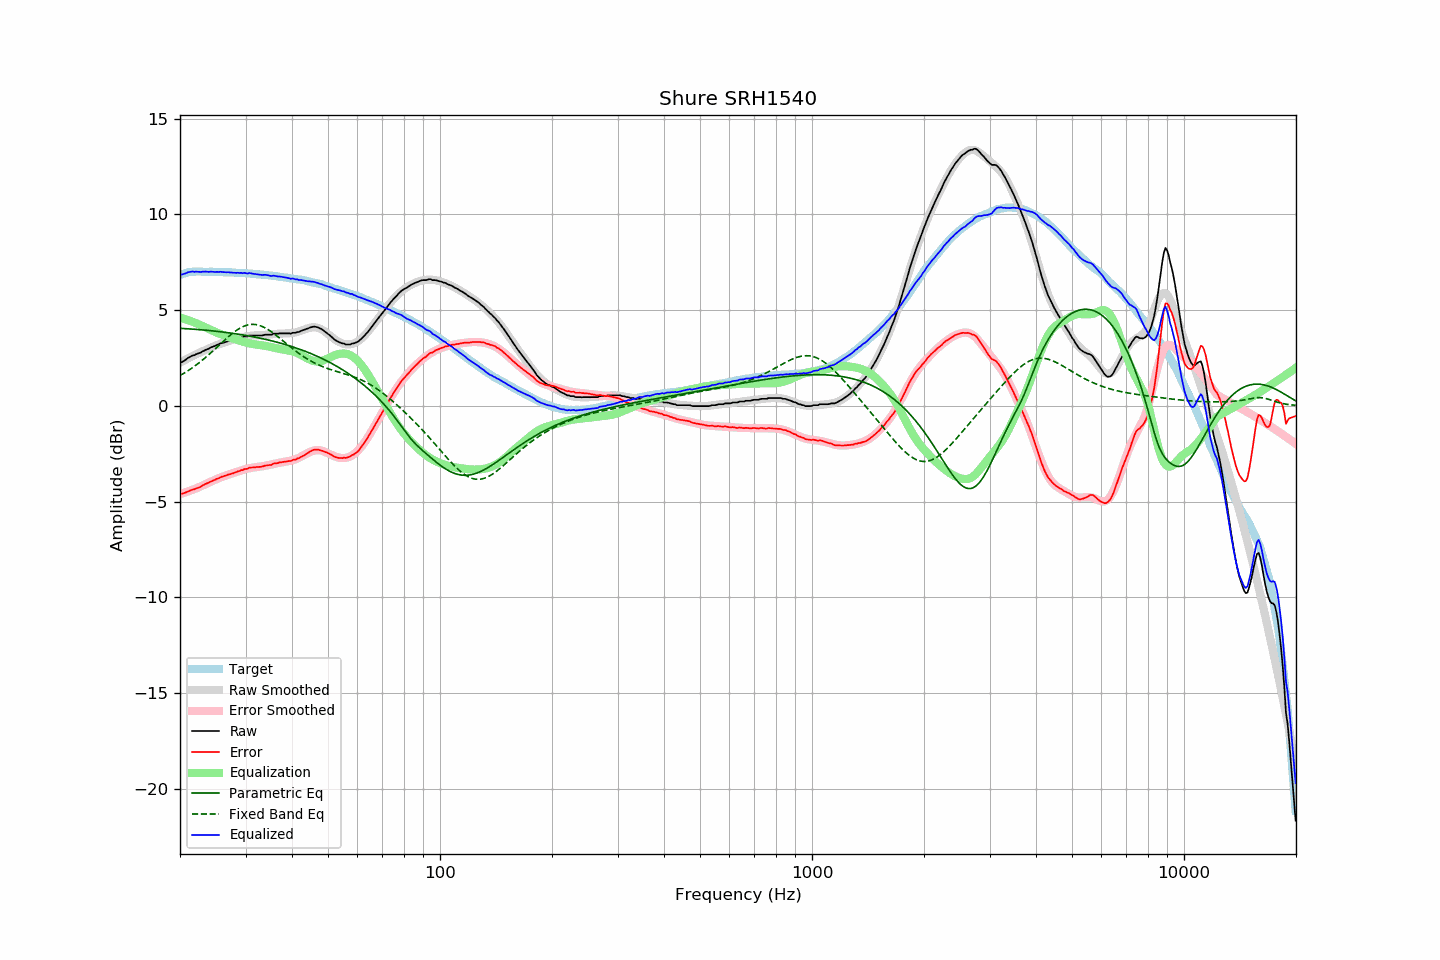 Shure SRH1540
15
10
5
0
−5
−10
−15
−20
Amplitude (dBr)
Target
Raw Smoothed
Error Smoothed
Raw
Error
Equalization
Parametric Eq
Fixed Band Eq
Equalized
100
1000
10000
Frequency (Hz)